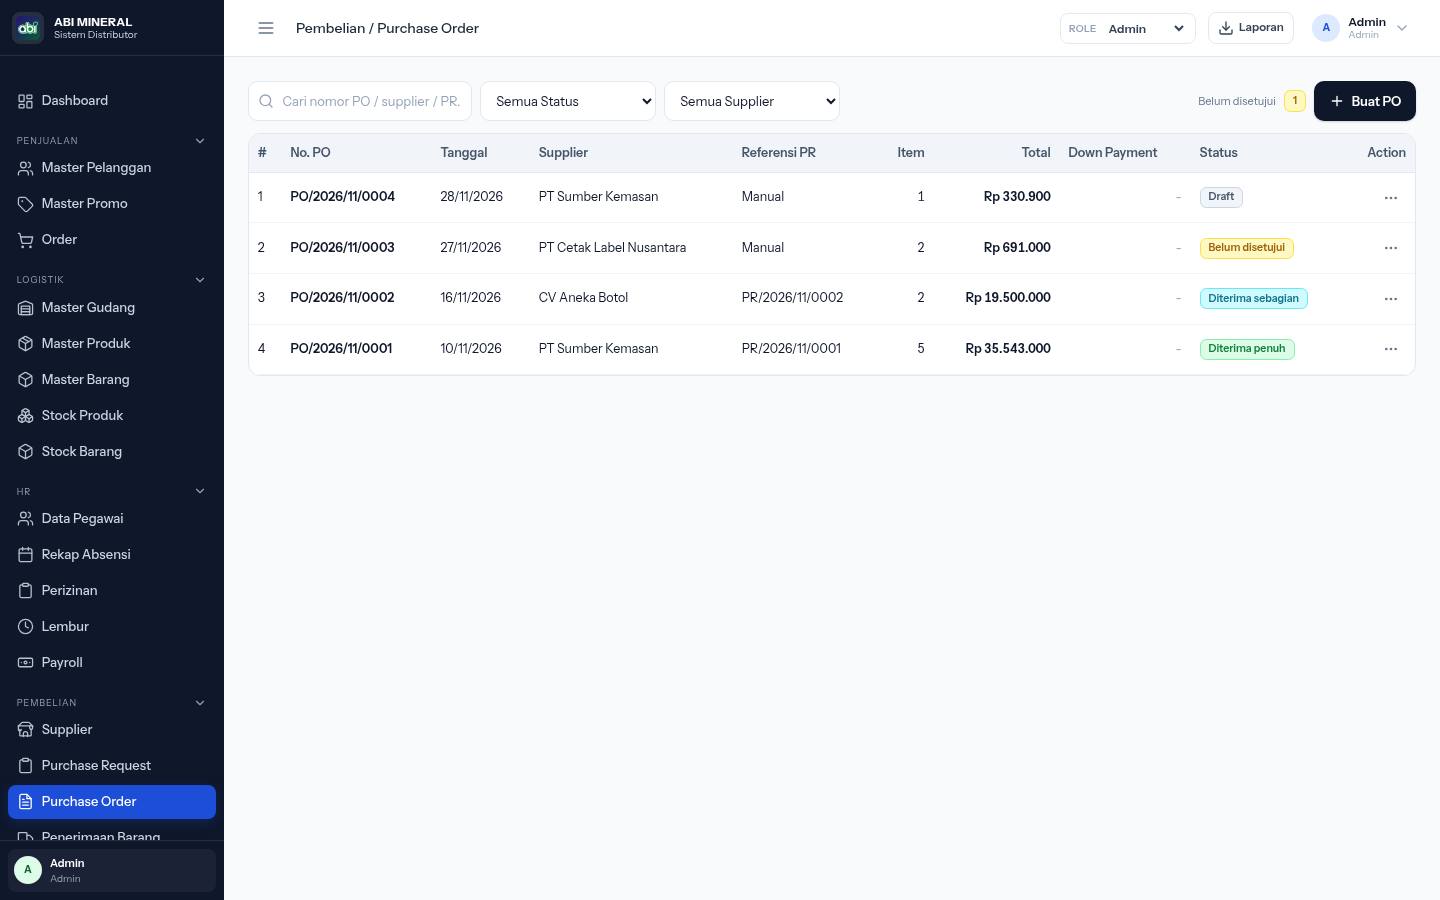 abi
ABI MINERAL
Sistem Distributor
Dashboard
PENJUALAN
Master Pelanggan
Master Promo
Order
LOGISTIK
Master Gudang
Master Produk
Master Barang
Stock Produk
Stock Barang
HR
Data Pegawai
Rekap Absensi
Perizinan
Lembur
Payroll
PEMBELIAN
Supplier
Purchase Request
Purchase Order
Penerimaan Barang
A Admin
Admin
Pembelian / Purchase Order
ROLE Admin
Laporan
A Admin
Admin
Cari nomor PO / supplier / PR.
Semua Status
Semua Supplier
Belum disetujui 1
+ Buat PO
# No. PO Tanggal Supplier Referensi PR Item Total Down Payment Status Action
1 PO/2026/11/0004 28/11/2026 PT Sumber Kemasan Manual 1 Rp 330.900 - Draft ...
2 PO/2026/11/0003 27/11/2026 PT Cetak Label Nusantara Manual 2 Rp 691.000 - Belum disetujui ...
3 PO/2026/11/0002 16/11/2026 CV Aneka Botol PR/2026/11/0002 2 Rp 19.500.000 - Diterima sebagian ...
4 PO/2026/11/0001 10/11/2026 PT Sumber Kemasan PR/2026/11/0001 5 Rp 35.543.000 - Diterima penuh ...